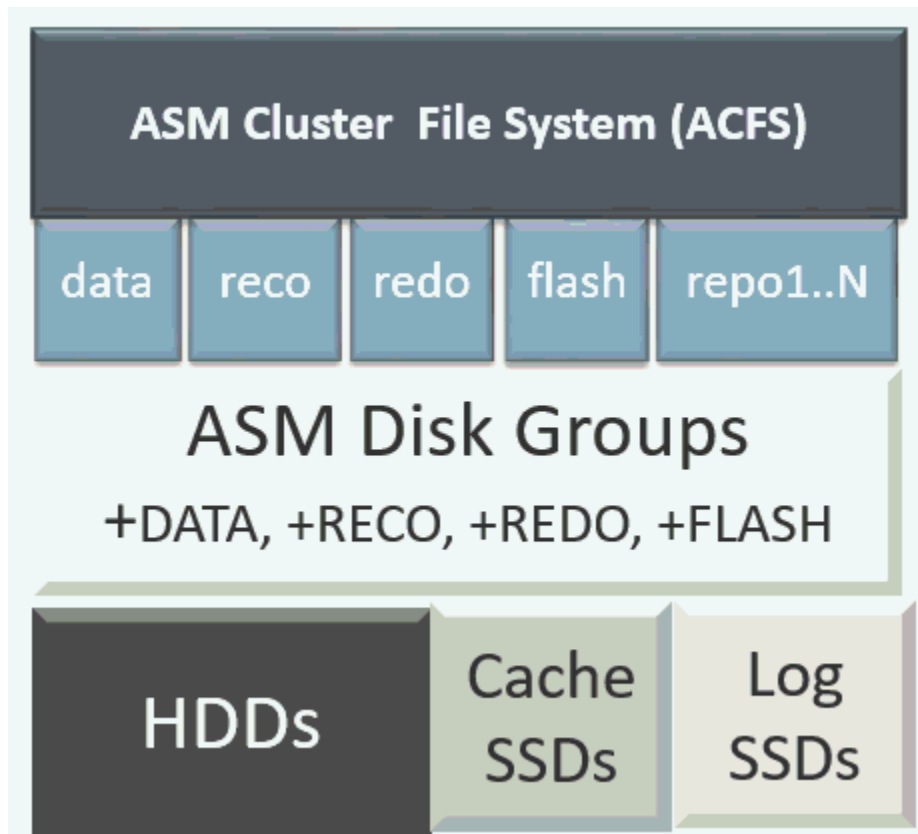 ASM Cluster File System (ACFS)
data reco redo flash repo1..N
ASM Disk Groups
+DATA, +RECO, +REDO, +FLASH
HDDs
Cache
SSDs
Log
SSDs